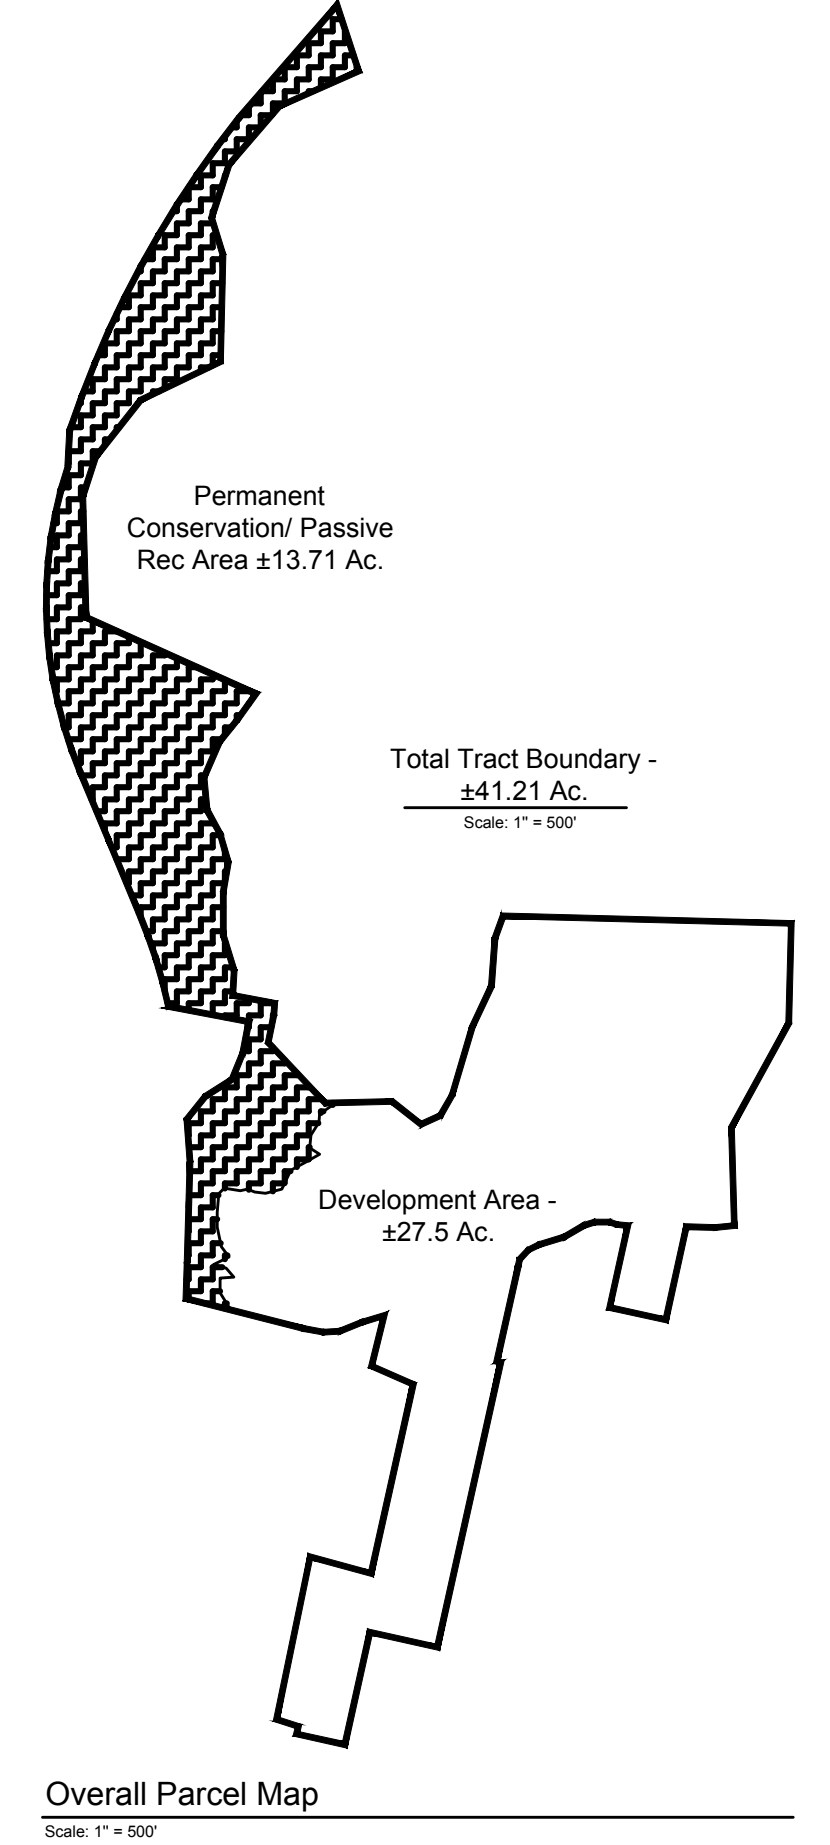 Permanent
Conservation/ Passive
Rec Area ±13.71 Ac.
Total Tract Boundary -
±41.21 Ac.
Scale: 1" = 500'
Development Area -
±27.5 Ac.
Overall Parcel Map
Scale: 1" = 500'